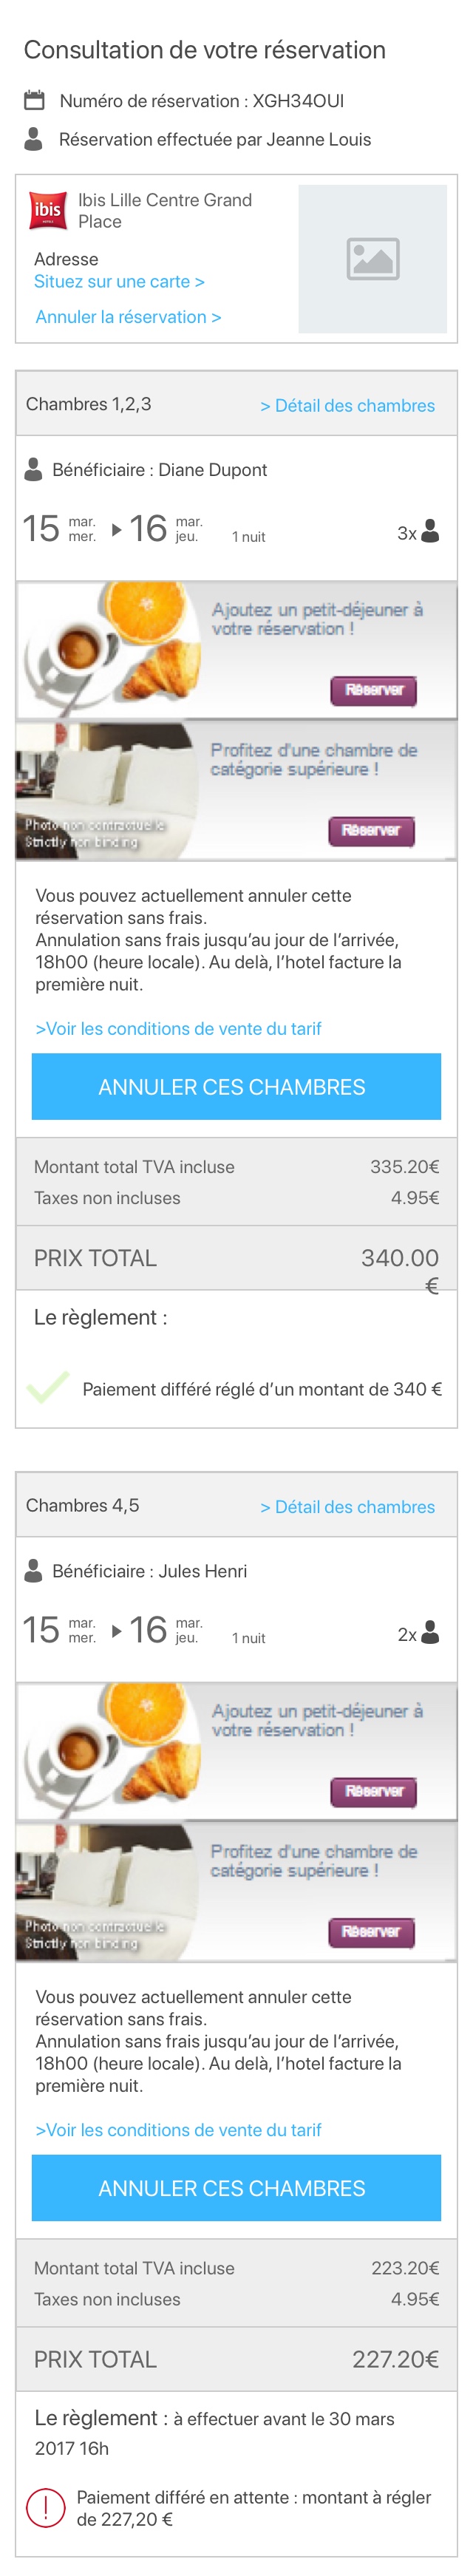 Consultation de votre réservation
Numéro de réservation : XGH34OUI
Réservation effectuée par Jeanne Louis
ibis
HOTELS
Ibis Lille Centre Grand
Place
Adresse
Situez sur une carte >
Annuler la réservation >
Chambres 1,2,3
> Détail des chambres
Bénéficiaire : Diane Dupont
15 mar. mer. 16 mar. jeu. 1 nuit 3x
Ajoutez un petit-déjeuner à
votre réservation !
Réserver
Profitez d'une chambre de
catégorie supérieure !
Photo non contractuelle
Strictly non binding
Réserver
Vous pouvez actuellement annuler cette
réservation sans frais.
Annulation sans frais jusqu'au jour de l'arrivée,
18h00 (heure locale). Au delà, l'hotel facture la
première nuit.
>Voir les conditions de vente du tarif
ANNULER CES CHAMBRES
Montant total TVA incluse 335.20€
Taxes non incluses 4.95€
PRIX TOTAL 340.00
€
Le règlement :
Paiement différé réglé d'un montant de 340 €
Chambres 4,5
> Détail des chambres
Bénéficiaire : Jules Henri
15 mar. mer. 16 mar. jeu. 1 nuit 2x
Ajoutez un petit-déjeuner à
votre réservation !
Réserver
Profitez d'une chambre de
catégorie supérieure !
Photo non contractuelle
Strictly non binding
Réserver
Vous pouvez actuellement annuler cette
réservation sans frais.
Annulation sans frais jusqu'au jour de l'arrivée,
18h00 (heure locale). Au delà, l'hotel facture la
première nuit.
>Voir les conditions de vente du tarif
ANNULER CES CHAMBRES
Montant total TVA incluse 223.20€
Taxes non incluses 4.95€
PRIX TOTAL 227.20€
Le règlement : à effectuer avant le 30 mars
2017 16h
Paiement différé en attente : montant à régler
de 227,20 €